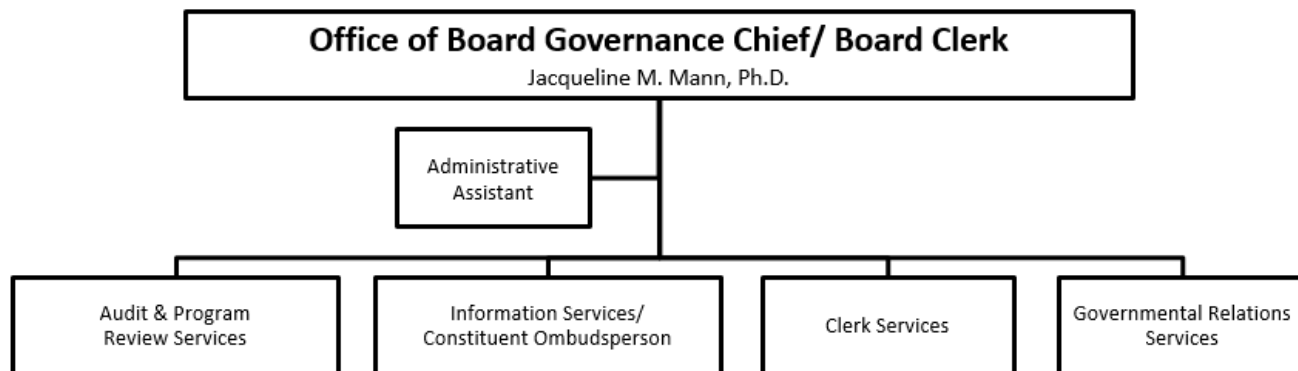 Office of Board Governance Chief/ Board Clerk
Jacqueline M. Mann, Ph.D.
Administrative
Assistant
Audit & Program
Review Services
Information Services/
Constituent Ombudsperson
Clerk Services
Governmental Relations
Services